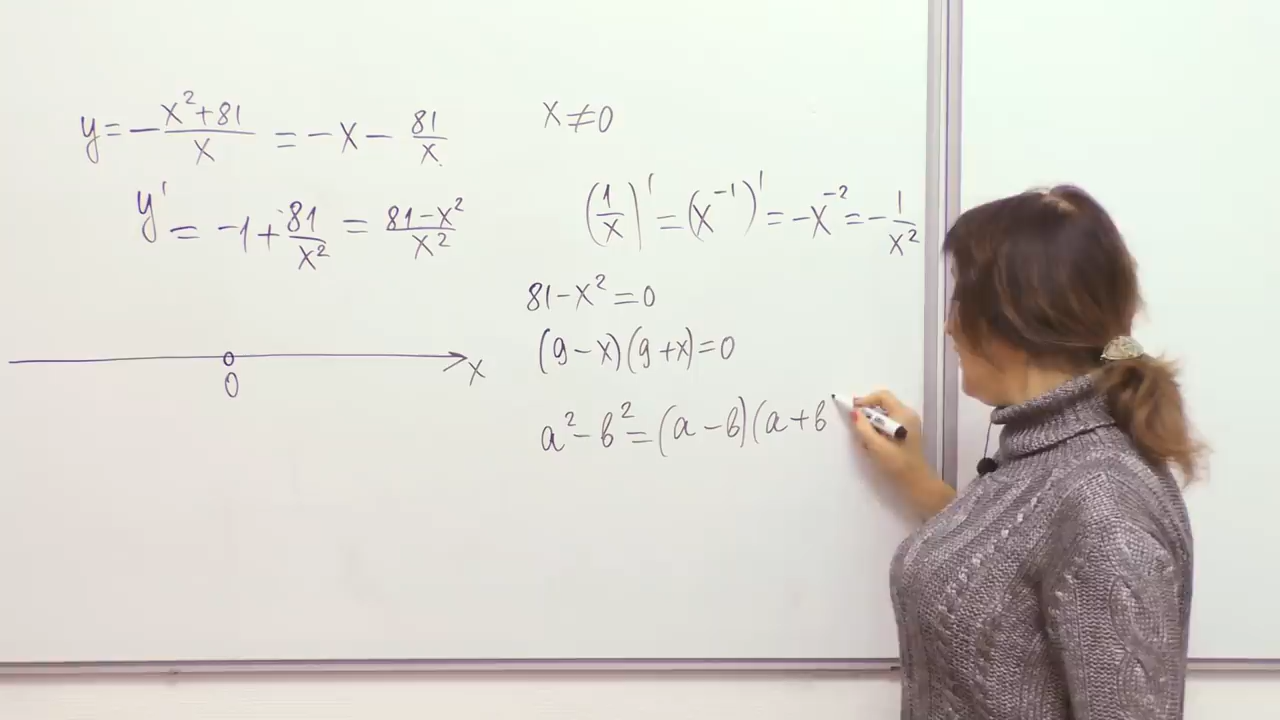 y = - (x² + 81)/x = -x - 81/x
x ≠ 0
y' = -1 + 81/x² = (81 - x²)/x²
(1/x)' = (x⁻¹)' = -x⁻² = - 1/x²
81 - x² = 0
(9 - x)(9 + x) = 0
0 x
a² - b² = (a - b)(a + b